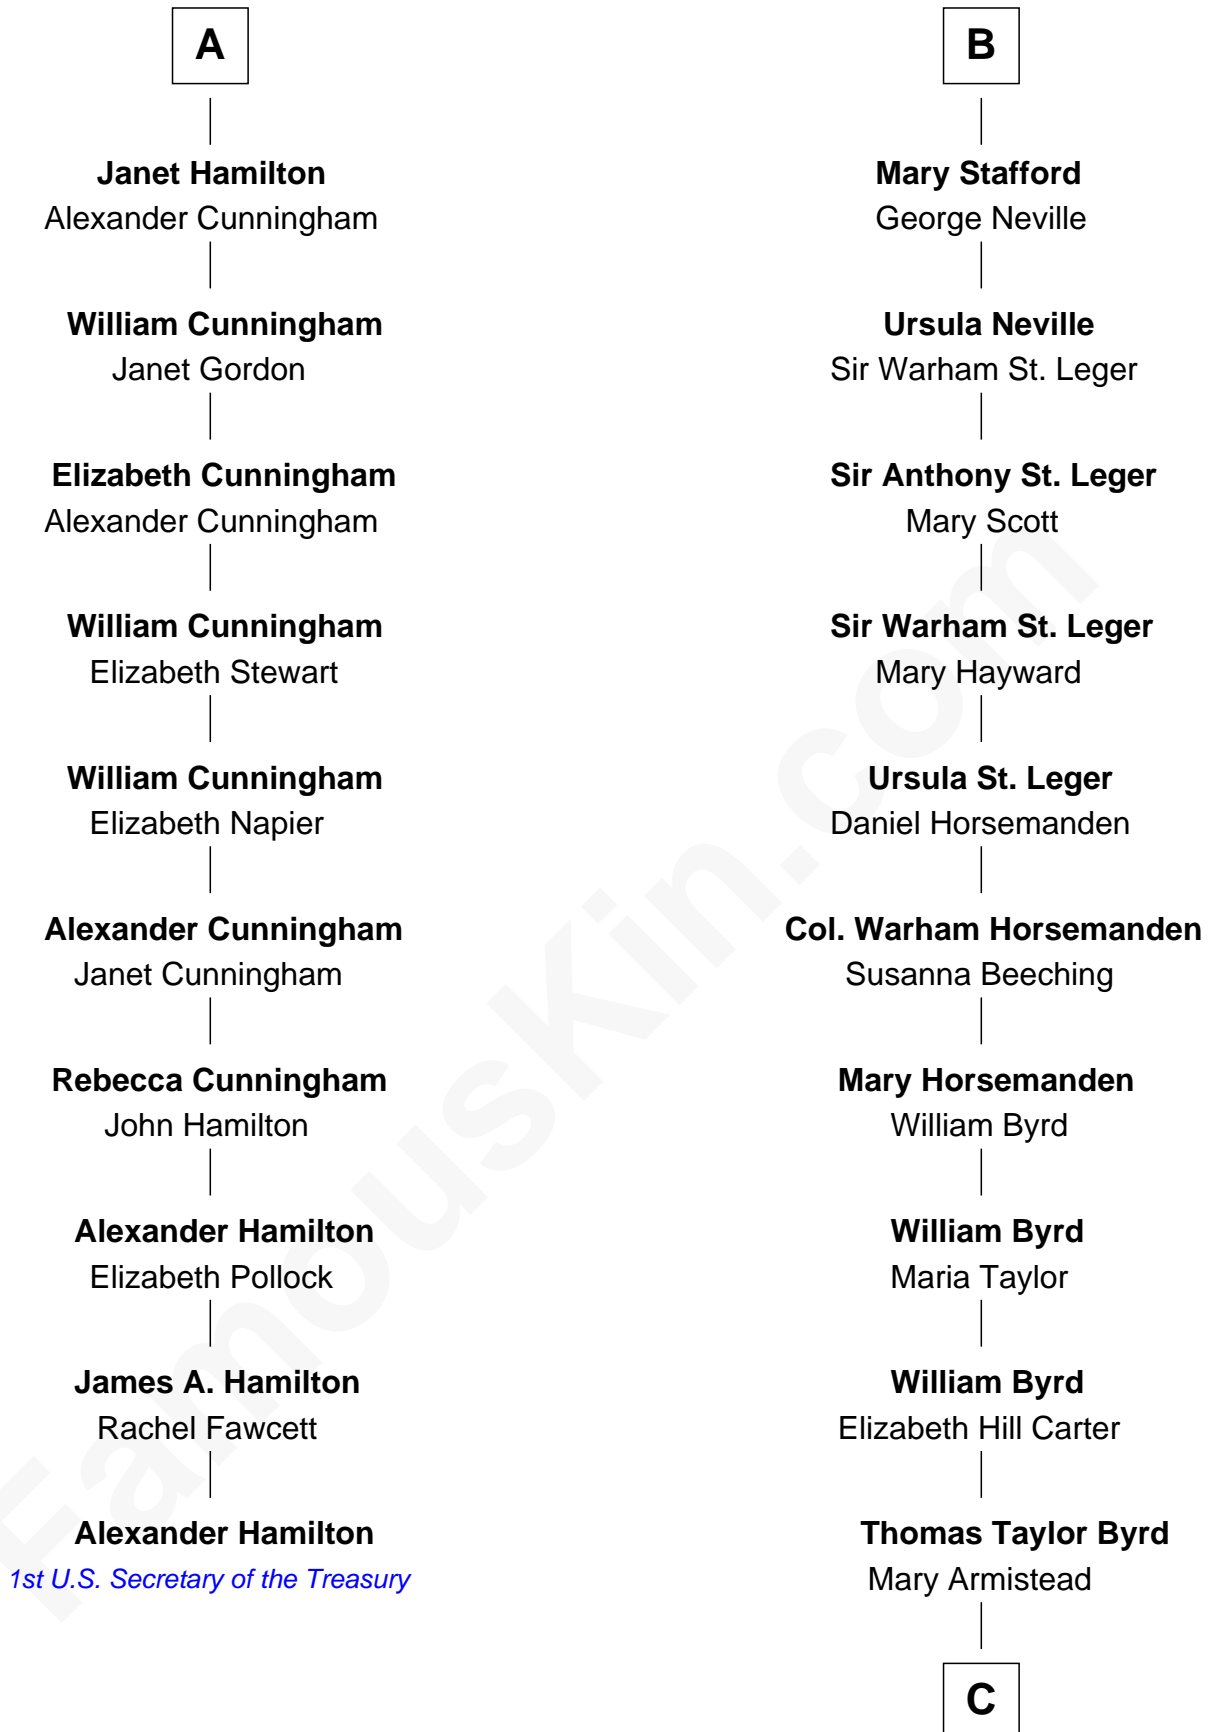 A
Janet Hamilton
Alexander Cunningham
William Cunningham
Janet Gordon
Elizabeth Cunningham
Alexander Cunningham
William Cunningham
Elizabeth Stewart
William Cunningham
Elizabeth Napier
Alexander Cunningham
Janet Cunningham
Rebecca Cunningham
John Hamilton
Alexander Hamilton
Elizabeth Pollock
James A. Hamilton
Rachel Fawcett
Alexander Hamilton
1st U.S. Secretary of the Treasury
B
Mary Stafford
George Neville
Ursula Neville
Sir Warham St. Leger
Sir Anthony St. Leger
Mary Scott
Sir Warham St. Leger
Mary Hayward
Ursula St. Leger
Daniel Horsemanden
Col. Warham Horsemanden
Susanna Beeching
Mary Horsemanden
William Byrd
William Byrd
Maria Taylor
William Byrd
Elizabeth Hill Carter
Thomas Taylor Byrd
Mary Armistead
C
FamousKin.com